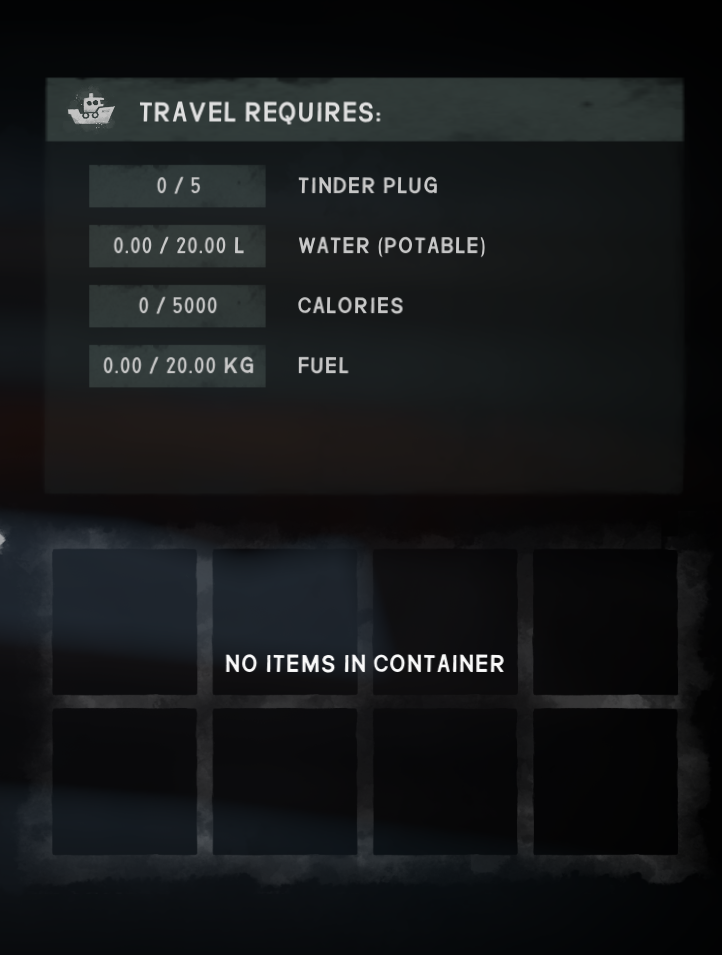 TRAVEL REQUIRES:
0 / 5 TINDER PLUG
0.00 / 20.00 L WATER (POTABLE)
0 / 5000 CALORIES
0.00 / 20.00 KG FUEL
NO ITEMS IN CONTAINER